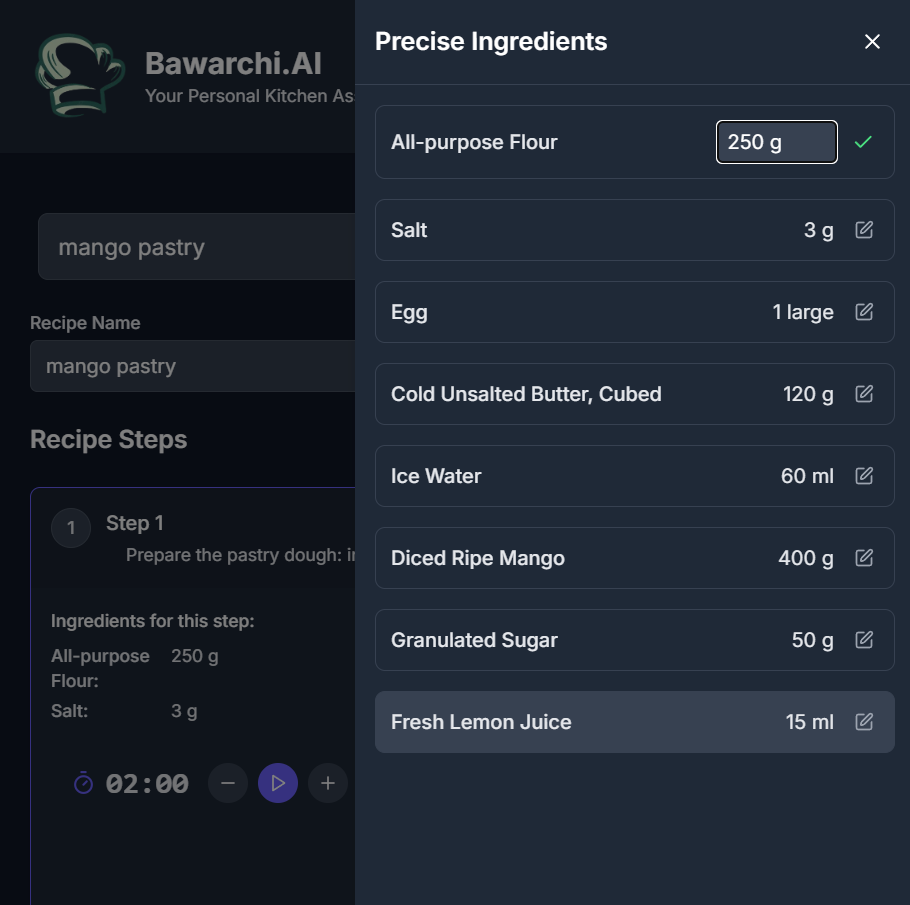 Bawarchi.AI
Your Personal Kitchen As
mango pastry
Recipe Name
mango pastry
Recipe Steps
1
Step 1
Prepare the pastry dough: i
Ingredients for this step:
All-purpose Flour: 250 g
Salt: 3 g
02:00
Precise Ingredients
All-purpose Flour 250 g
Salt 3 g
Egg 1 large
Cold Unsalted Butter, Cubed 120 g
Ice Water 60 ml
Diced Ripe Mango 400 g
Granulated Sugar 50 g
Fresh Lemon Juice 15 ml